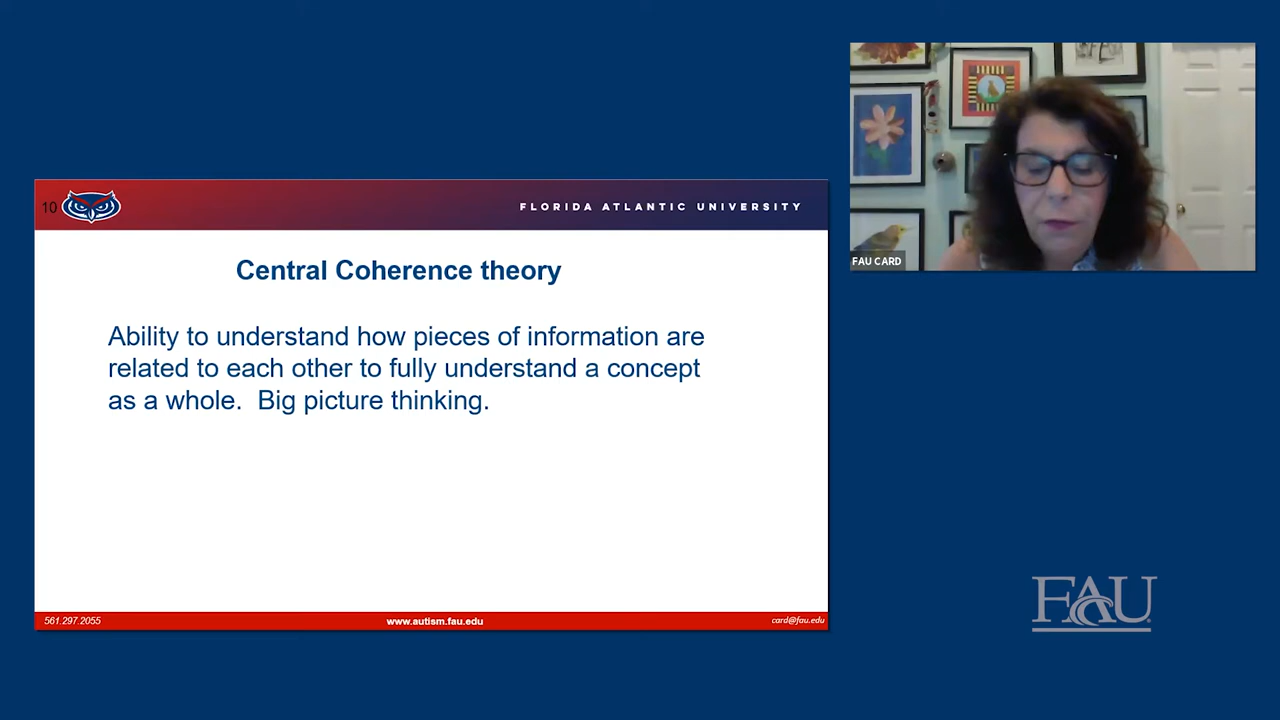 10
FLORIDA ATLANTIC UNIVERSITY
Central Coherence theory
Ability to understand how pieces of information are
related to each other to fully understand a concept
as a whole.  Big picture thinking.
561.297.2055
www.autism.fau.edu
card@fau.edu
FAU CARD
FAU